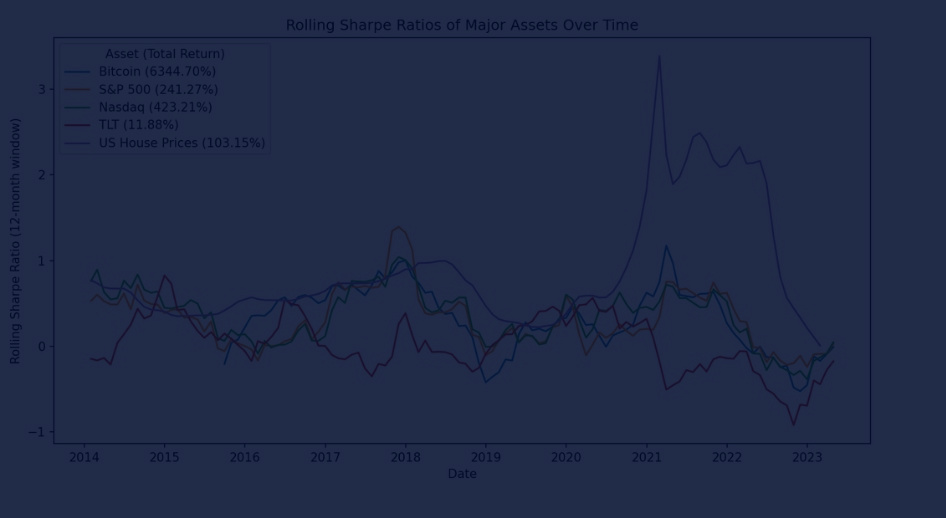 Rolling Sharpe Ratios of Major Assets Over Time
Asset (Total Return)
Bitcoin (6344.70%)
S&P 500 (241.27%)
Nasdaq (423.21%)
TLT (11.88%)
US House Prices (103.15%)
Rolling Sharpe Ratio (12-month window)
3
2
1
0
−1
2014 2015 2016 2017 2018 2019 2020 2021 2022 2023
Date